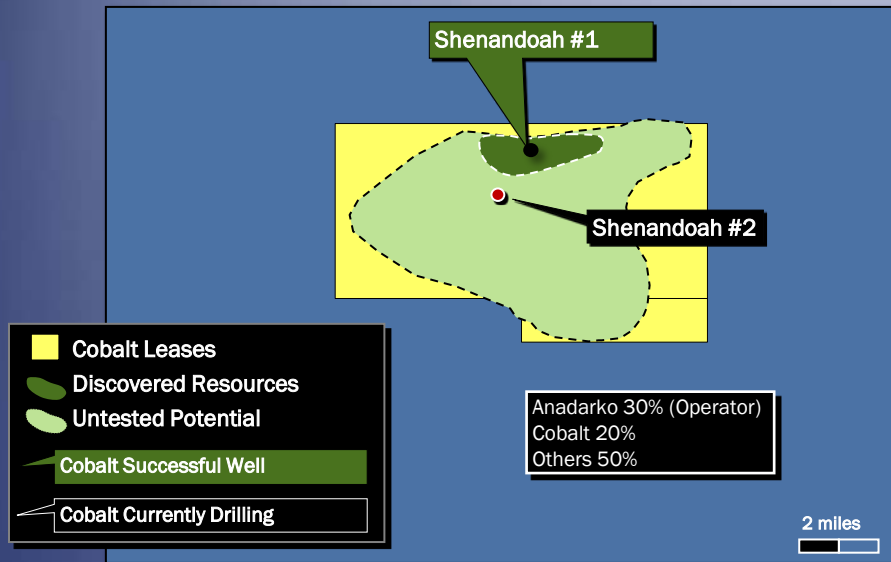 Shenandoah #1
Shenandoah #2
Cobalt Leases
Discovered Resources
Untested Potential
Cobalt Successful Well
Cobalt Currently Drilling
Anadarko 30% (Operator)
Cobalt 20%
Others 50%
2 miles